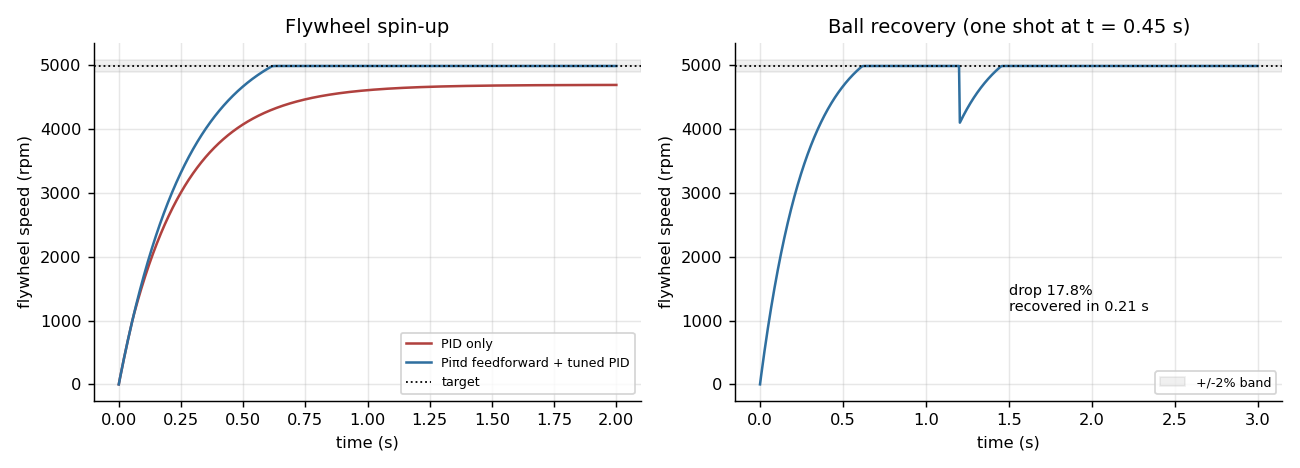 Flywheel spin-up
flywheel speed (rpm)
5000
4000
3000
2000
1000
0
PID only
Piπd feedforward + tuned PID
target
0.00 0.25 0.50 0.75 1.00 1.25 1.50 1.75 2.00
time (s)
Ball recovery (one shot at t = 0.45 s)
flywheel speed (rpm)
5000
4000
3000
2000
1000
0
drop 17.8%
recovered in 0.21 s
+/-2% band
0.0 0.5 1.0 1.5 2.0 2.5 3.0
time (s)